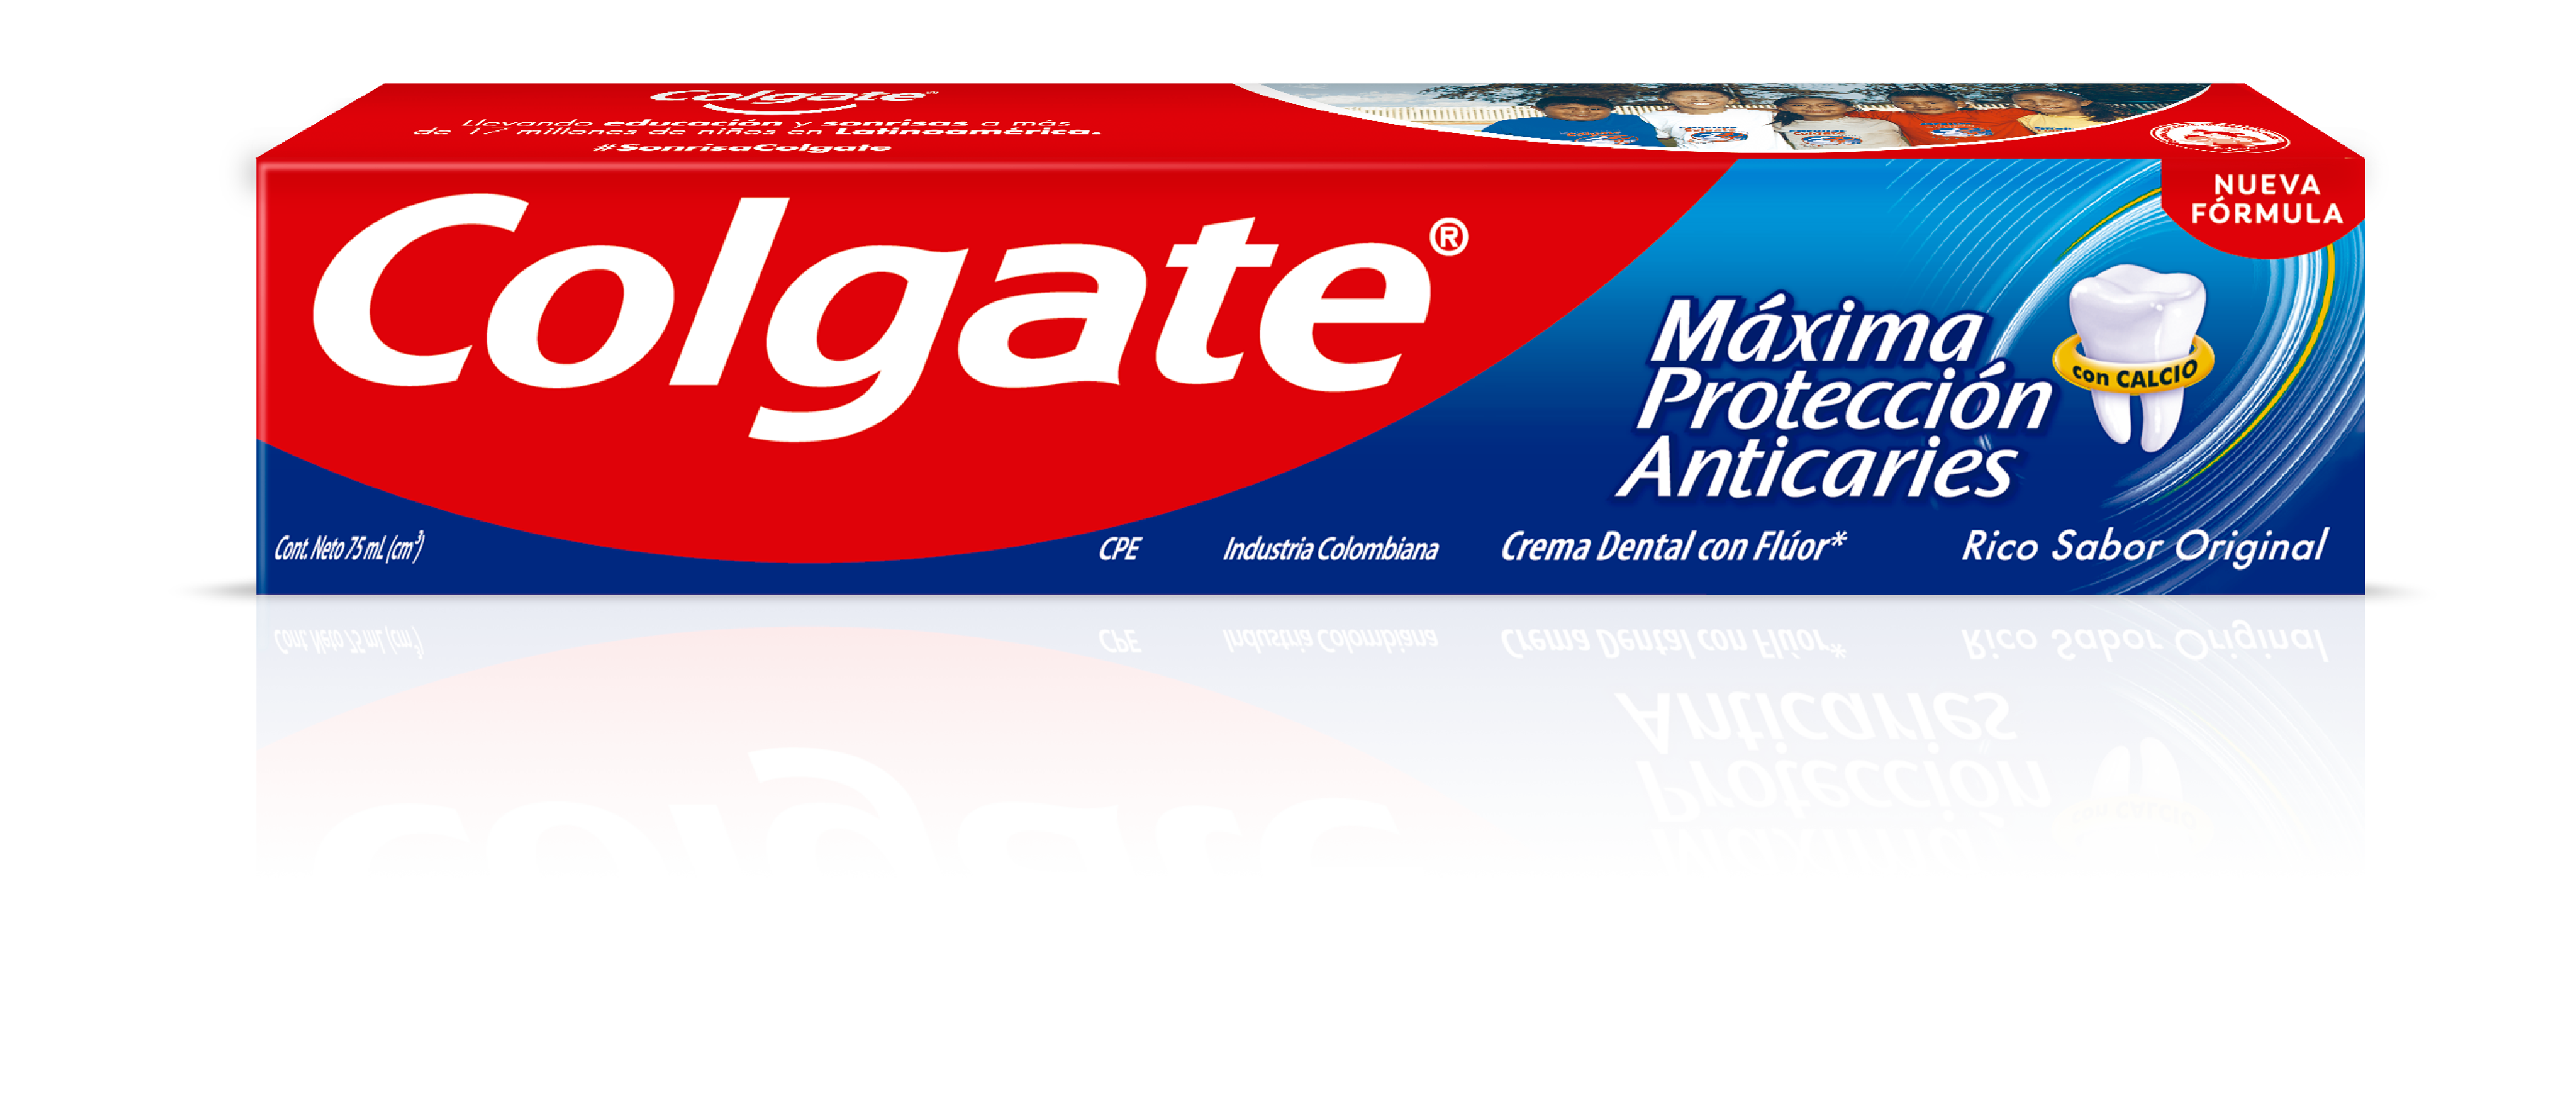 Colgate
Llevando educación y sonrisas a más
de 17 millones de niños en Latinoamérica.
#SonrisaColgate
NUEVA
FÓRMULA
Colgate®
Máxima
Protección
Anticaries
con CALCIO
Cont. Neto 75 mL (cm³)
CPE
Industria Colombiana
Crema Dental con Flúor*
Rico Sabor Original